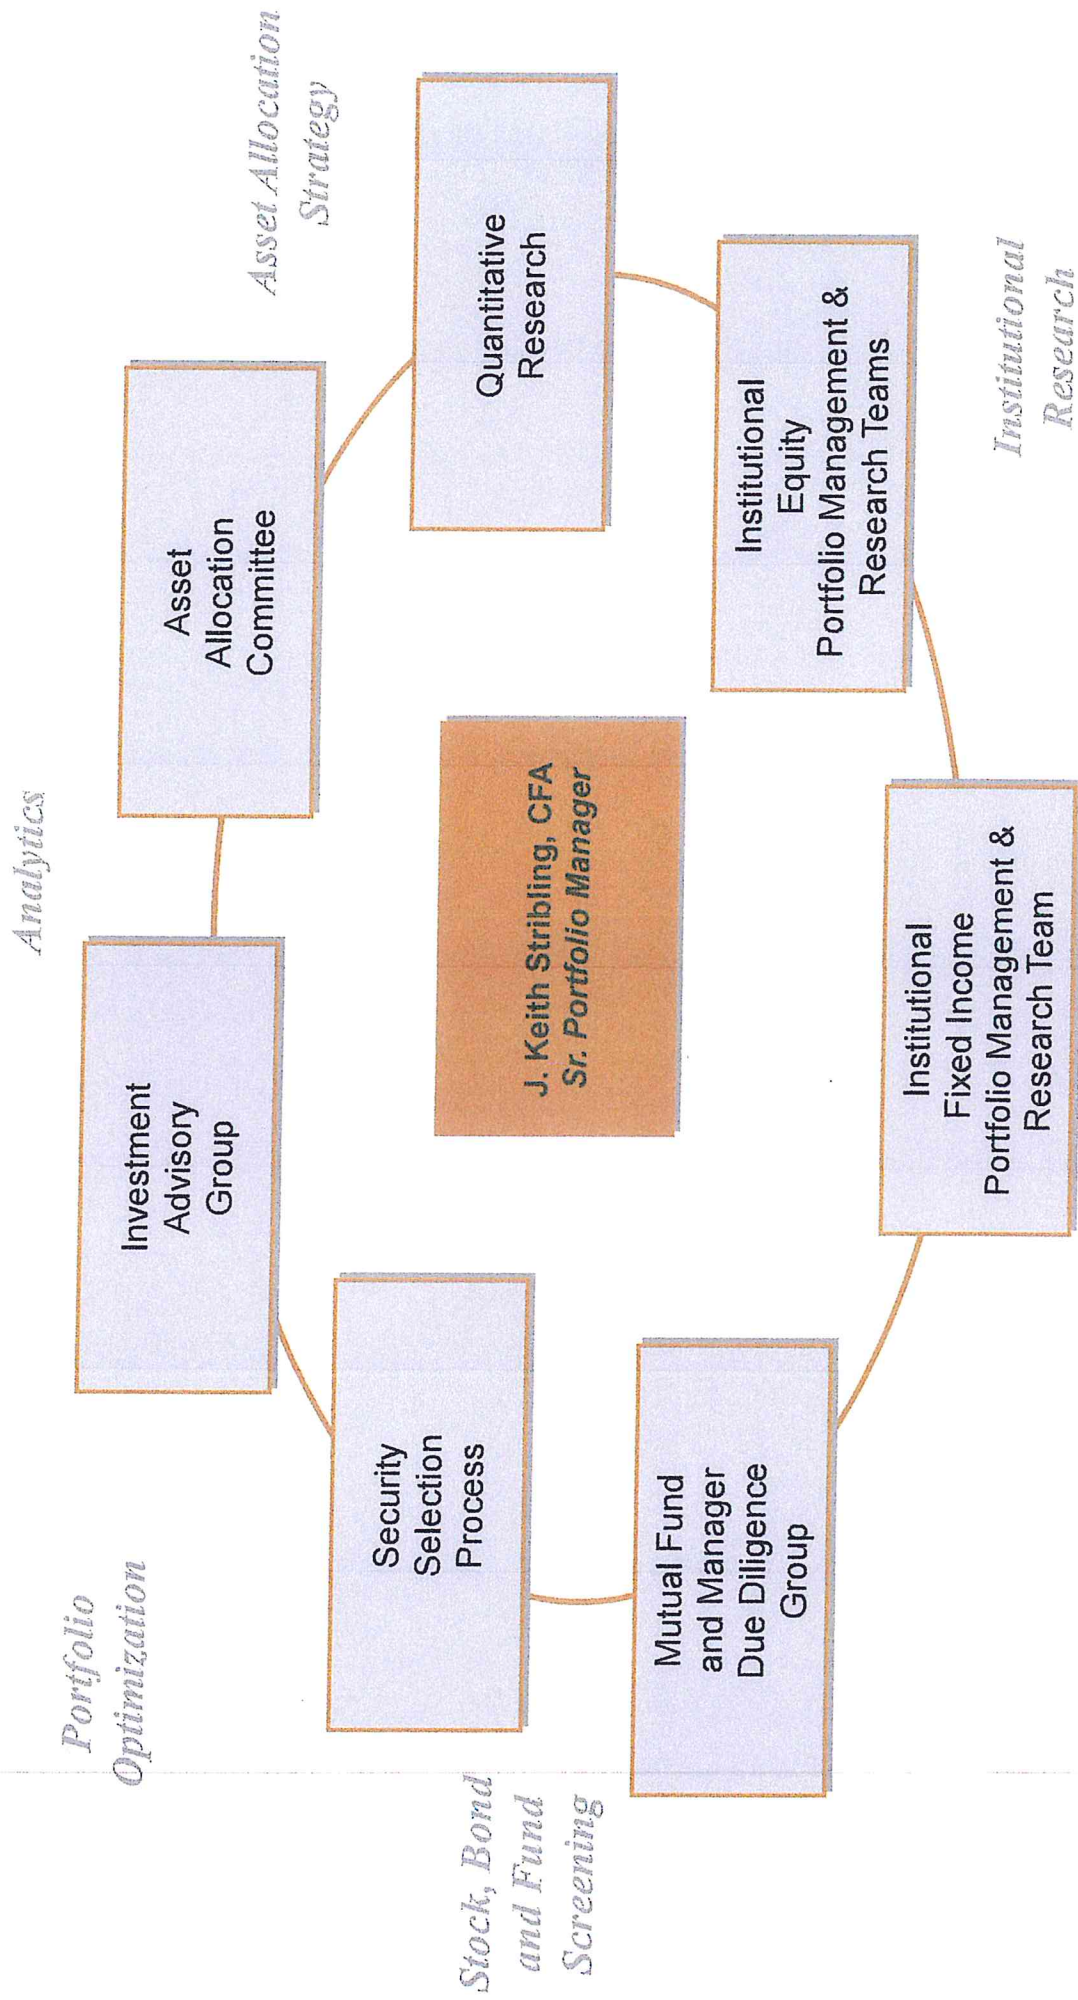 Analytics
Asset Allocation
Strategy
Portfolio
Optimization
Investment
Advisory
Group
Asset
Allocation
Committee
Security
Selection
Process
Quantitative
Research
J. Keith Stribling, CFA
Sr. Portfolio Manager
Stock, Bond
and Fund
Screening
Mutual Fund
and Manager
Due Diligence
Group
Institutional
Equity
Portfolio Management &
Research Teams
Institutional
Fixed Income
Portfolio Management &
Research Team
Institutional
Research